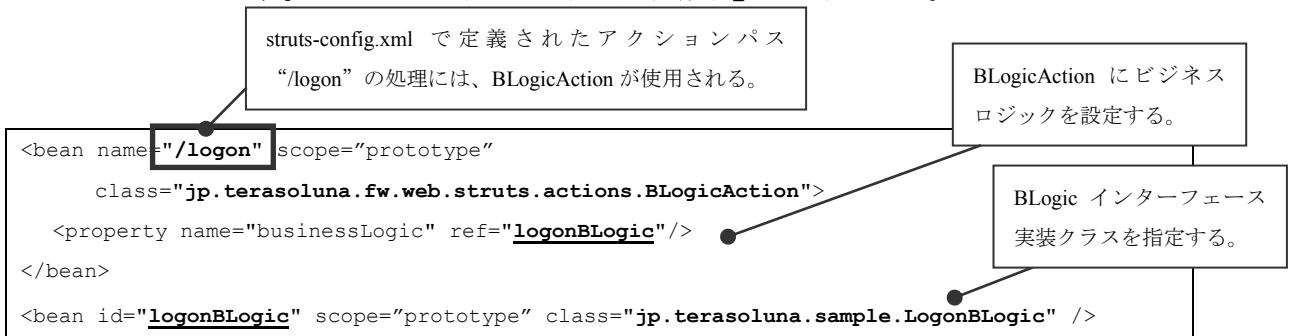 struts-config.xml で定義されたアクションパス
“/logon”の処理には、BLogicAction が使用される。
BLogicAction にビジネス
ロジックを設定する。
<bean name="/logon" scope=”prototype”
class="jp.terasoluna.fw.web.struts.actions.BLogicAction">
BLogic インターフェース
実装クラスを指定する。
<property name="businessLogic" ref="logonBLogic"/>
</bean>
<bean id="logonBLogic" scope=”prototype” class="jp.terasoluna.sample.LogonBLogic" />